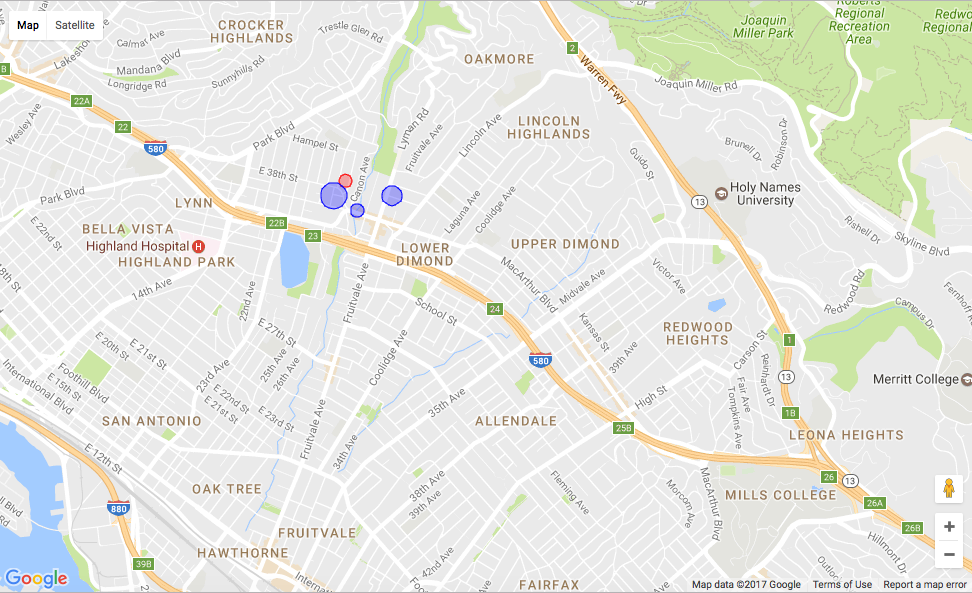 Map
Satellite
CROCKER
HIGHLANDS
Trestle Glen Rd
Calmar Ave
Mandana Blvd
Longridge Rd
Sunnyhills Rd
Wesley Ave
B
22A
22
580
Park Blvd
Hampel St
E 38th St
Canon Ave
Lyman Rd
Fruitvale Ave
Lincoln Ave
OAKMORE
2
Warren Fwy
Joaquin
Miller Park
Roberts
Regional
Recreation
Area
Redwood
Regional
Joaquin Miller Rd
LINCOLN
HIGHLANDS
Guido St
Brunell Dr
Robinson Dr
Holy Names
University
13
Rishell Dr
Skyline Blvd
Park Blvd
LYNN
BELLA VISTA
Highland Hospital
H
HIGHLAND PARK
E 22nd St
18th St
14th Ave
22nd Ave
22B
23
Laguna Ave
Coolidge Ave
LOWER
DIMOND
UPPER DIMOND
MacArthur Blvd
Midvale Ave
Victor Ave
Redwood Rd
Campus Dr
Fruitvale Ave
School St
24
580
Kansas St
39th Ave
REDWOOD
HEIGHTS
Carson St
Reinhardt Dr
Fair Ave
Tompkins Ave
1
13
1B
Merritt College
E 27th St
25th Ave
26th Ave
E 20th St
E 21st St
23rd Ave
E 22nd St
E 21st St
E 23rd St
Foothill Blvd
E 15th St
International Blvd
Coolidge Ave
35th Ave
High St
25B
ALLENDALE
LEONA HEIGHTS
SAN ANTONIO
Fruitvale Ave
34th Ave
E 12th St
OAK TREE
880
38th Ave
39th Ave
Fleming Ave
Morcom Ave
MacArthur Blvd
MILLS COLLEGE
26
13
26A
26B
FRUITVALE
HAWTHORNE
39B
International
42nd Ave
FAIRFAX
Hillmont Dr
Google
Map data ©2017 Google
Terms of Use
Report a map error